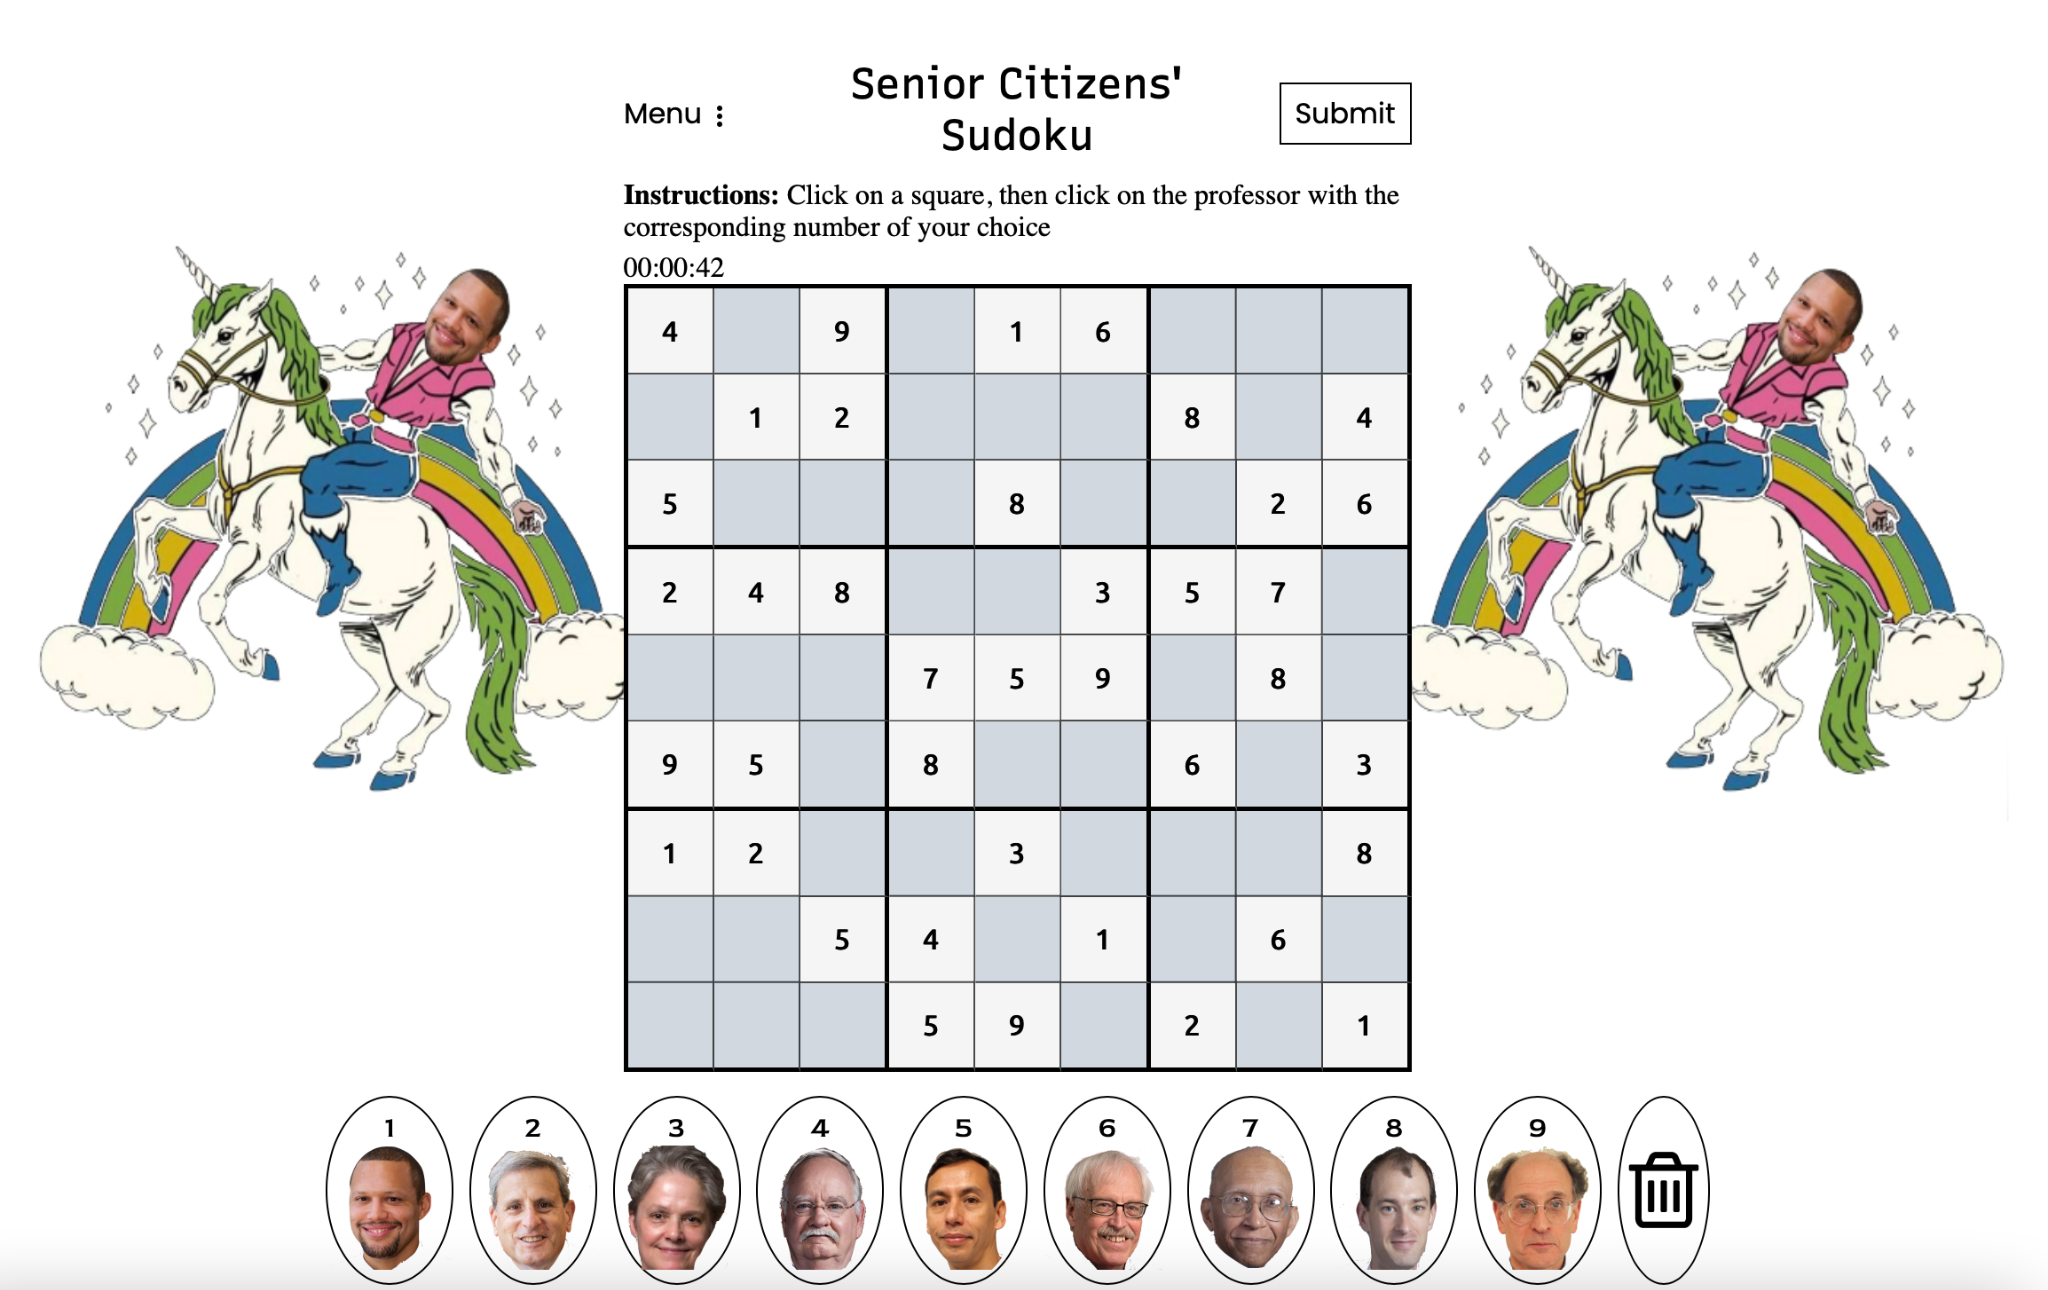 Menu
Senior Citizens'
Sudoku
Submit
Instructions: Click on a square, then click on the professor with the
corresponding number of your choice
00:00:42
4 9 1 6
1 2 8 4
5 8 2 6
2 4 8 3 5 7
7 5 9 8
9 5 8 6 3
1 2 3 8
5 4 1 6
5 9 2 1
1 2 3 4 5 6 7 8 9